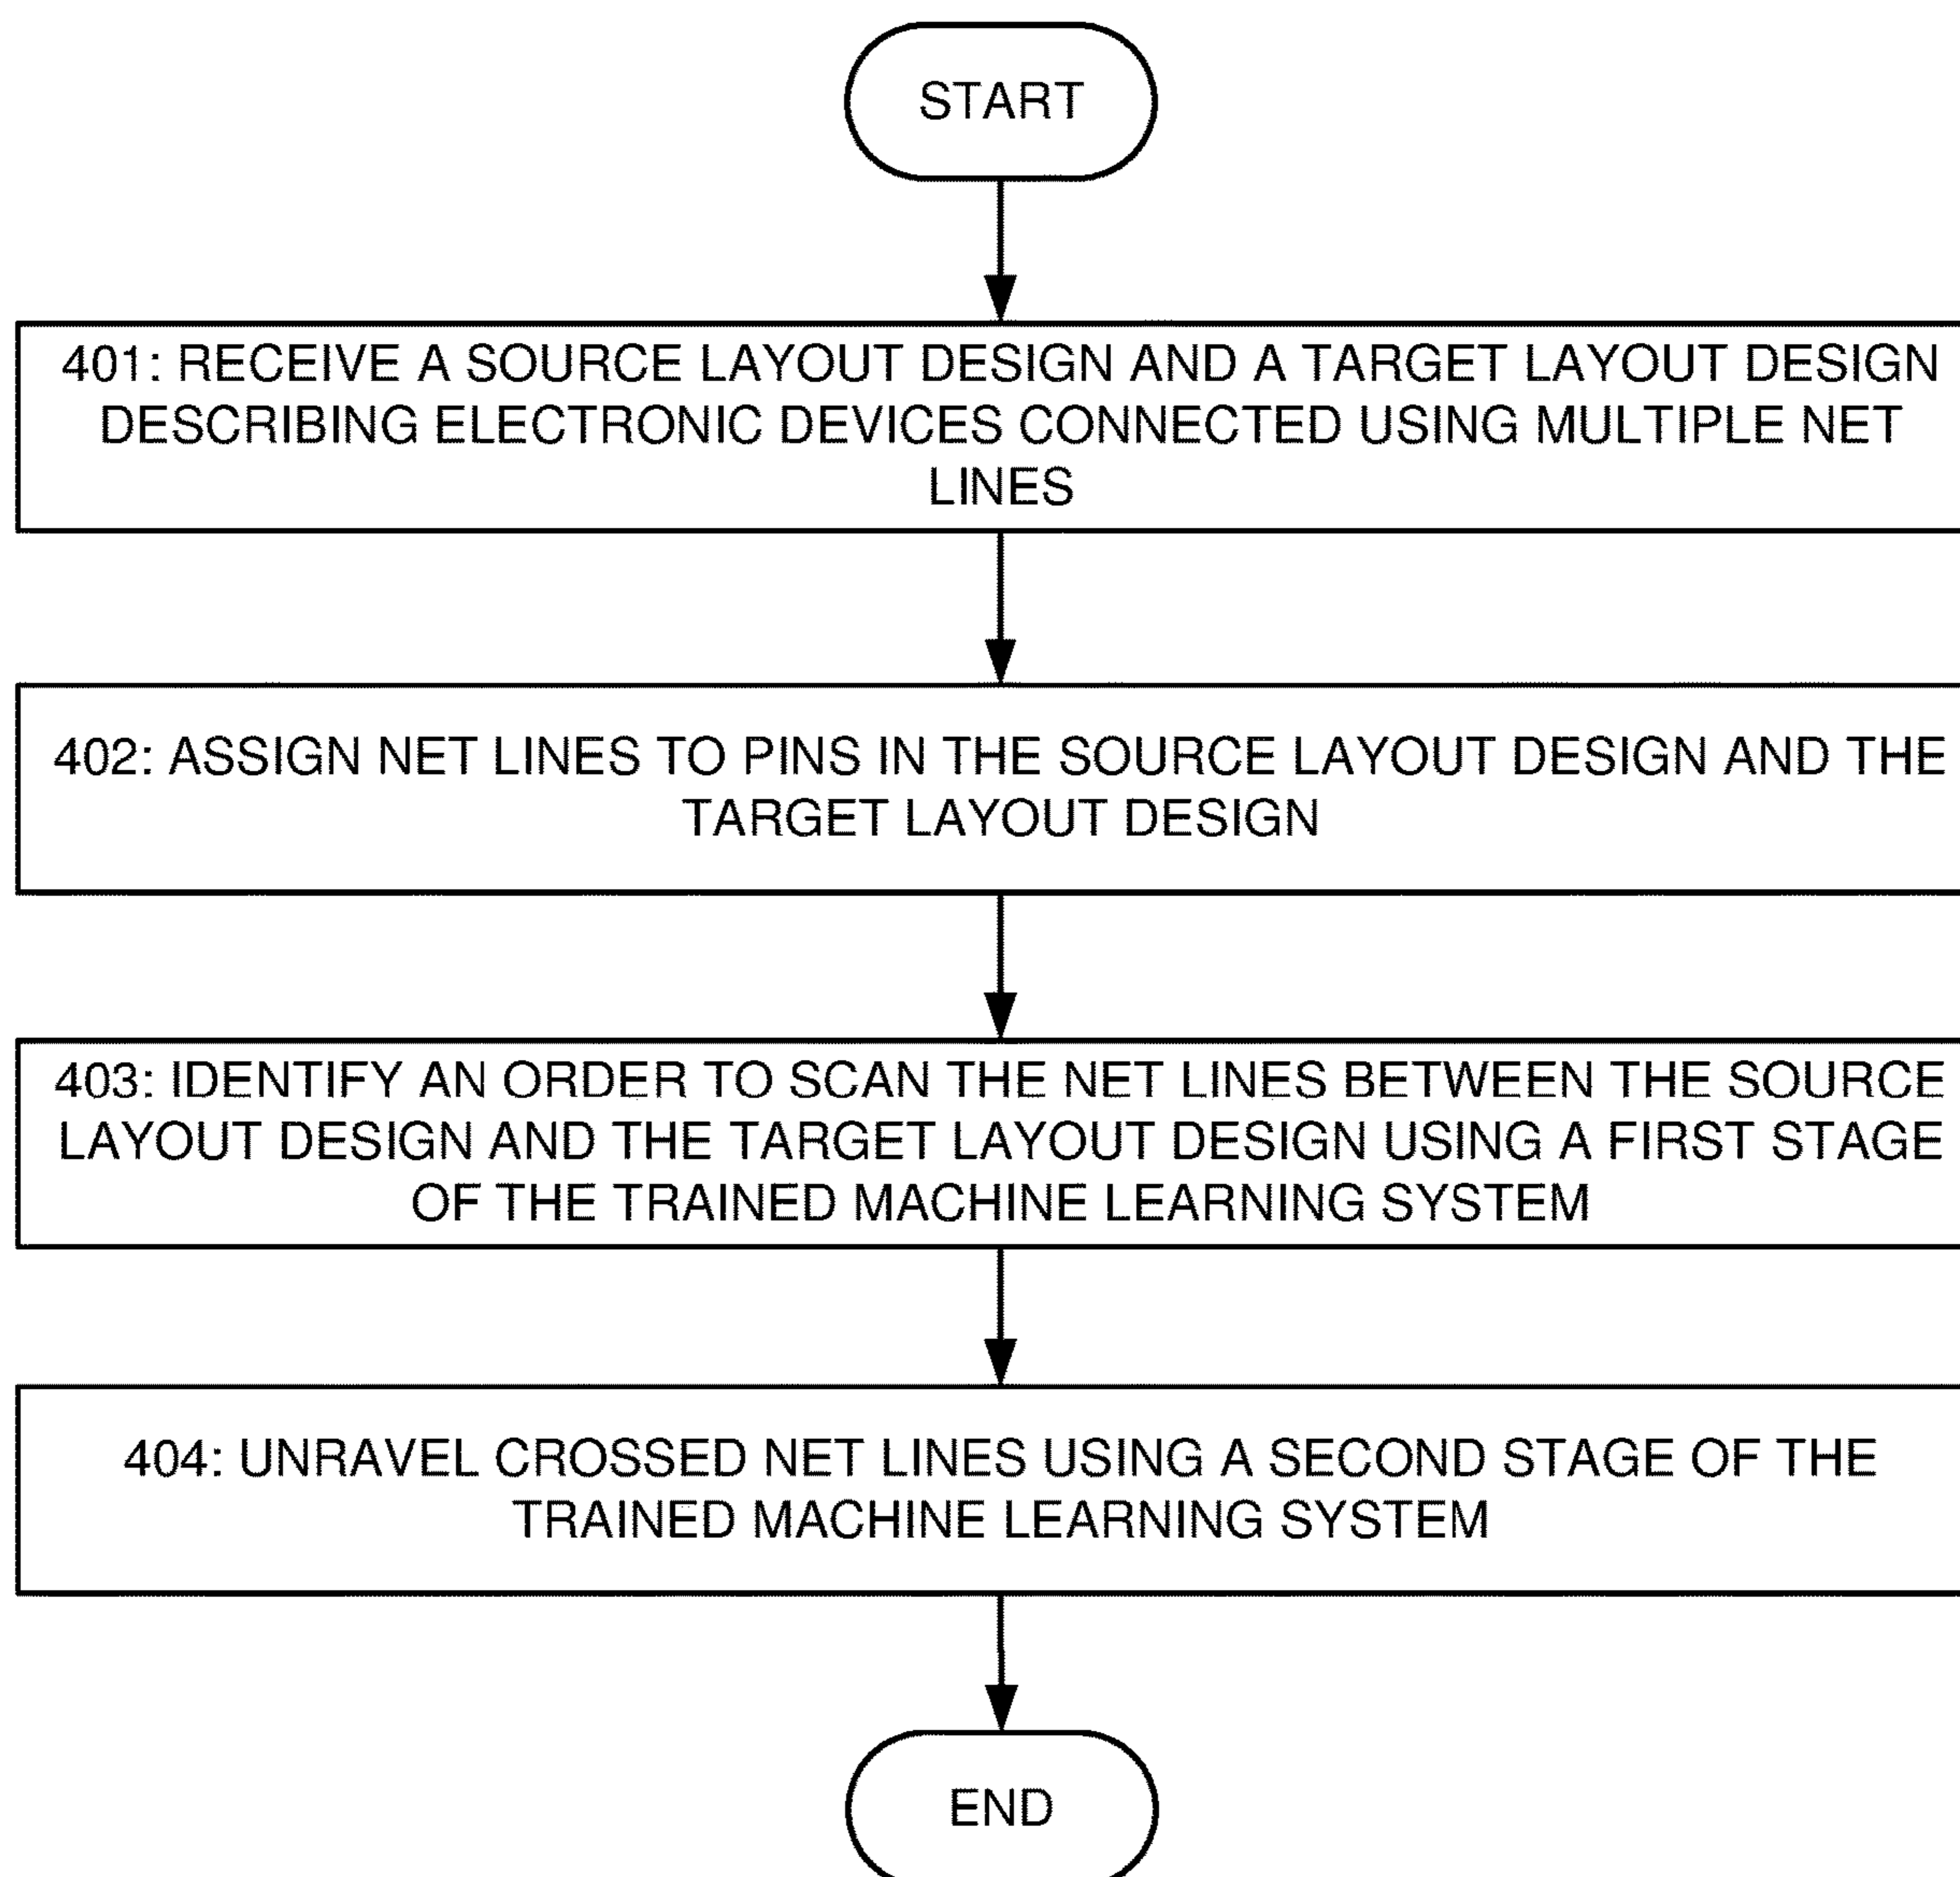 START
401: RECEIVE A SOURCE LAYOUT DESIGN AND A TARGET LAYOUT DESIGN
DESCRIBING ELECTRONIC DEVICES CONNECTED USING MULTIPLE NET
LINES
402: ASSIGN NET LINES TO PINS IN THE SOURCE LAYOUT DESIGN AND THE
TARGET LAYOUT DESIGN
403: IDENTIFY AN ORDER TO SCAN THE NET LINES BETWEEN THE SOURCE
LAYOUT DESIGN AND THE TARGET LAYOUT DESIGN USING A FIRST STAGE
OF THE TRAINED MACHINE LEARNING SYSTEM
404: UNRAVEL CROSSED NET LINES USING A SECOND STAGE OF THE
TRAINED MACHINE LEARNING SYSTEM
END